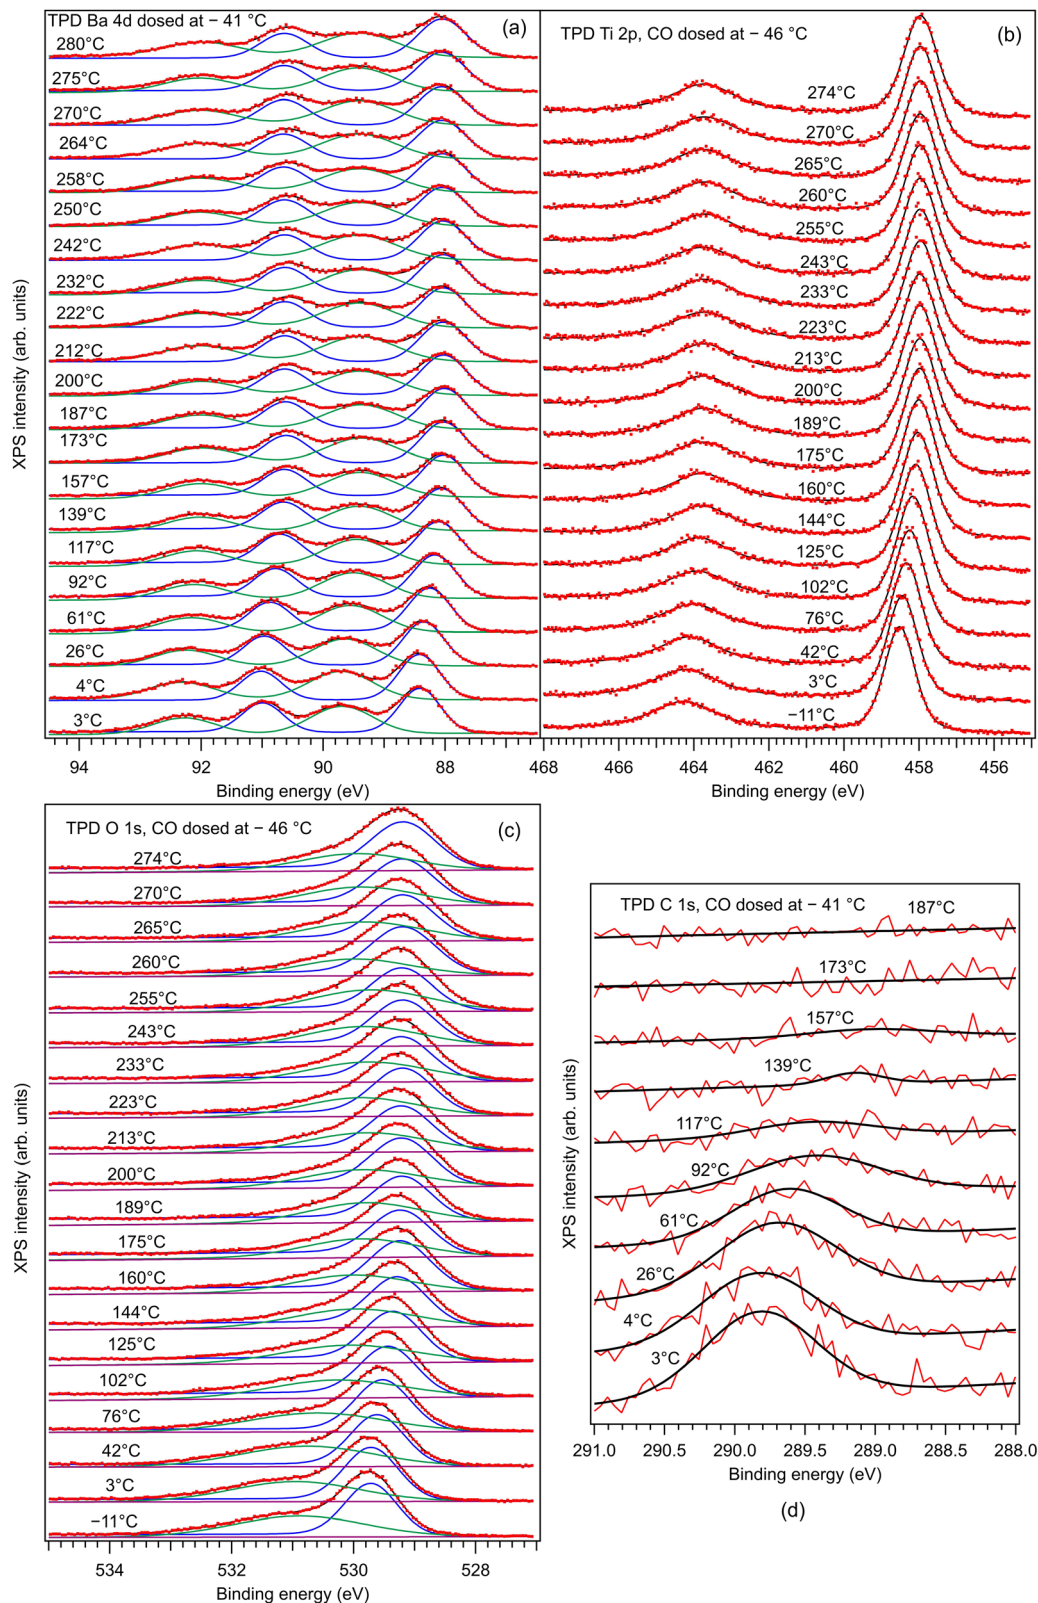 TPD Ba 4d dosed at − 41 °C
(a)
280°C
275°C
270°C
264°C
258°C
250°C
242°C
232°C
222°C
212°C
200°C
187°C
173°C
157°C
139°C
117°C
92°C
61°C
26°C
4°C
3°C
94 92 90 88
Binding energy (eV)
XPS intensity (arb. units)
TPD Ti 2p, CO dosed at − 46 °C
(b)
274°C
270°C
265°C
260°C
255°C
243°C
233°C
223°C
213°C
200°C
189°C
175°C
160°C
144°C
125°C
102°C
76°C
42°C
3°C
−11°C
468 466 464 462 460 458 456
Binding energy (eV)
TPD O 1s, CO dosed at − 46 °C
(c)
274°C
270°C
265°C
260°C
255°C
243°C
233°C
223°C
213°C
200°C
189°C
175°C
160°C
144°C
125°C
102°C
76°C
42°C
3°C
−11°C
534 532 530 528
Binding energy (eV)
XPS intensity (arb. units)
TPD C 1s, CO dosed at − 41 °C
187°C
173°C
157°C
139°C
117°C
92°C
61°C
26°C
4°C
3°C
291.0 290.5 290.0 289.5 289.0 288.5 288.0
Binding energy (eV)
XPS intensity (arb. units)
(d)